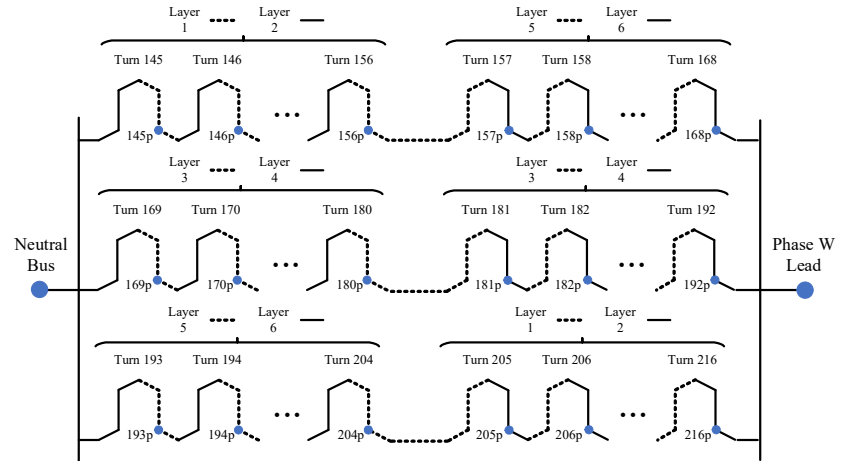 Layer 1 Layer 2 Layer 5 Layer 6
Turn 145 Turn 146 Turn 156 Turn 157 Turn 158 Turn 168
145p 146p 156p 157p 158p 168p
Layer 3 Layer 4 Layer 3 Layer 4
Turn 169 Turn 170 Turn 180 Turn 181 Turn 182 Turn 192
Neutral Bus
Phase W Lead
169p 170p 180p 181p 182p 192p
Layer 5 Layer 6 Layer 1 Layer 2
Turn 193 Turn 194 Turn 204 Turn 205 Turn 206 Turn 216
193p 194p 204p 205p 206p 216p